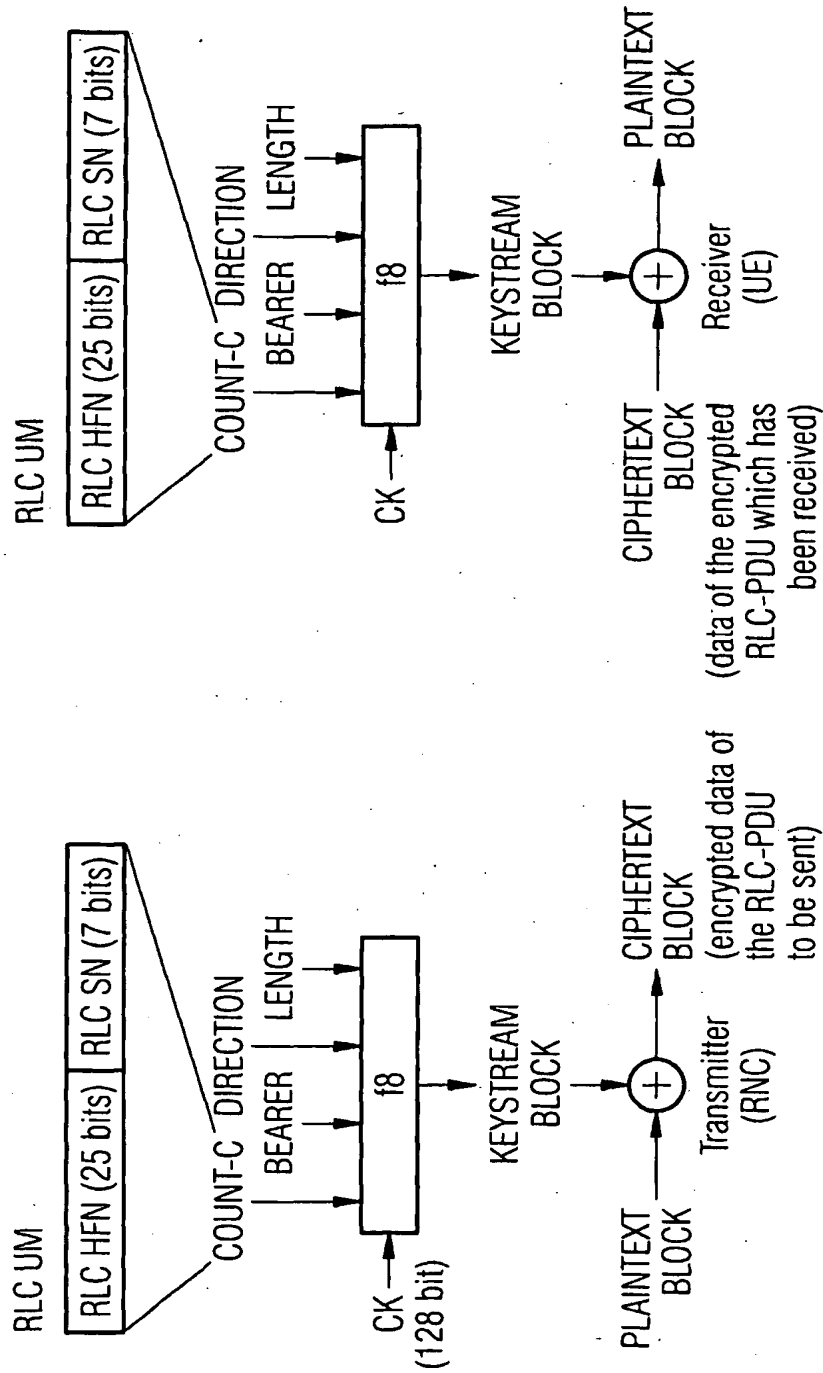 RLC UM
RLC HFN (25 bits) RLC SN (7 bits)
COUNT-C DIRECTION
BEARER LENGTH
CK
(128 bit)
f8
KEYSTREAM
BLOCK
PLAINTEXT
BLOCK
Transmitter
(RNC)
CIPHERTEXT
BLOCK
(encrypted data of
the RLC-PDU
to be sent)
RLC UM
RLC HFN (25 bits) RLC SN (7 bits)
COUNT-C DIRECTION
BEARER LENGTH
CK
f8
KEYSTREAM
BLOCK
CIPHERTEXT
BLOCK
(data of the encrypted
RLC-PDU which has
been received)
Receiver
(UE)
PLAINTEXT
BLOCK